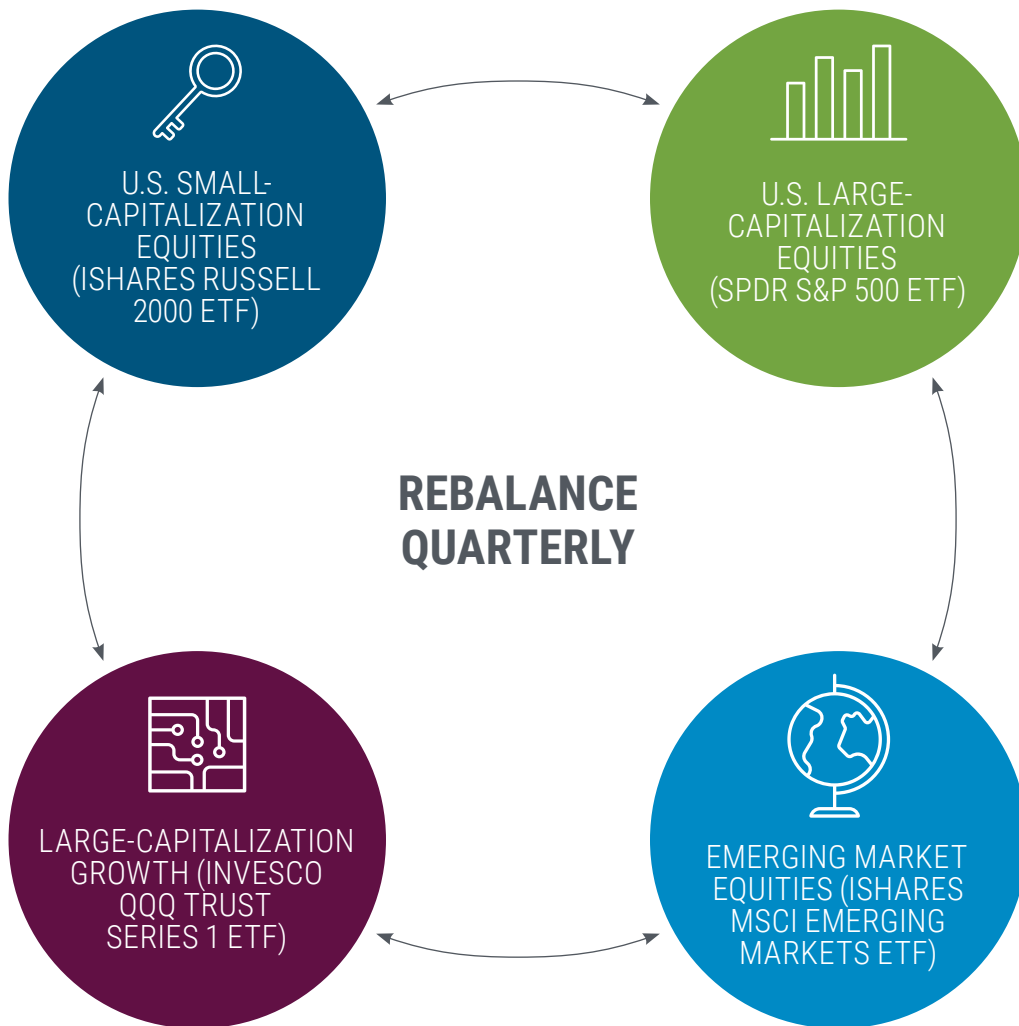 U.S. SMALL-
CAPITALIZATION
EQUITIES
(ISHARES RUSSELL
2000 ETF)
U.S. LARGE-
CAPITALIZATION
EQUITIES
(SPDR S&P 500 ETF)
REBALANCE
QUARTERLY
LARGE-CAPITALIZATION
GROWTH (INVESCO
QQQ TRUST
SERIES 1 ETF)
EMERGING MARKET
EQUITIES (ISHARES
MSCI EMERGING
MARKETS ETF)